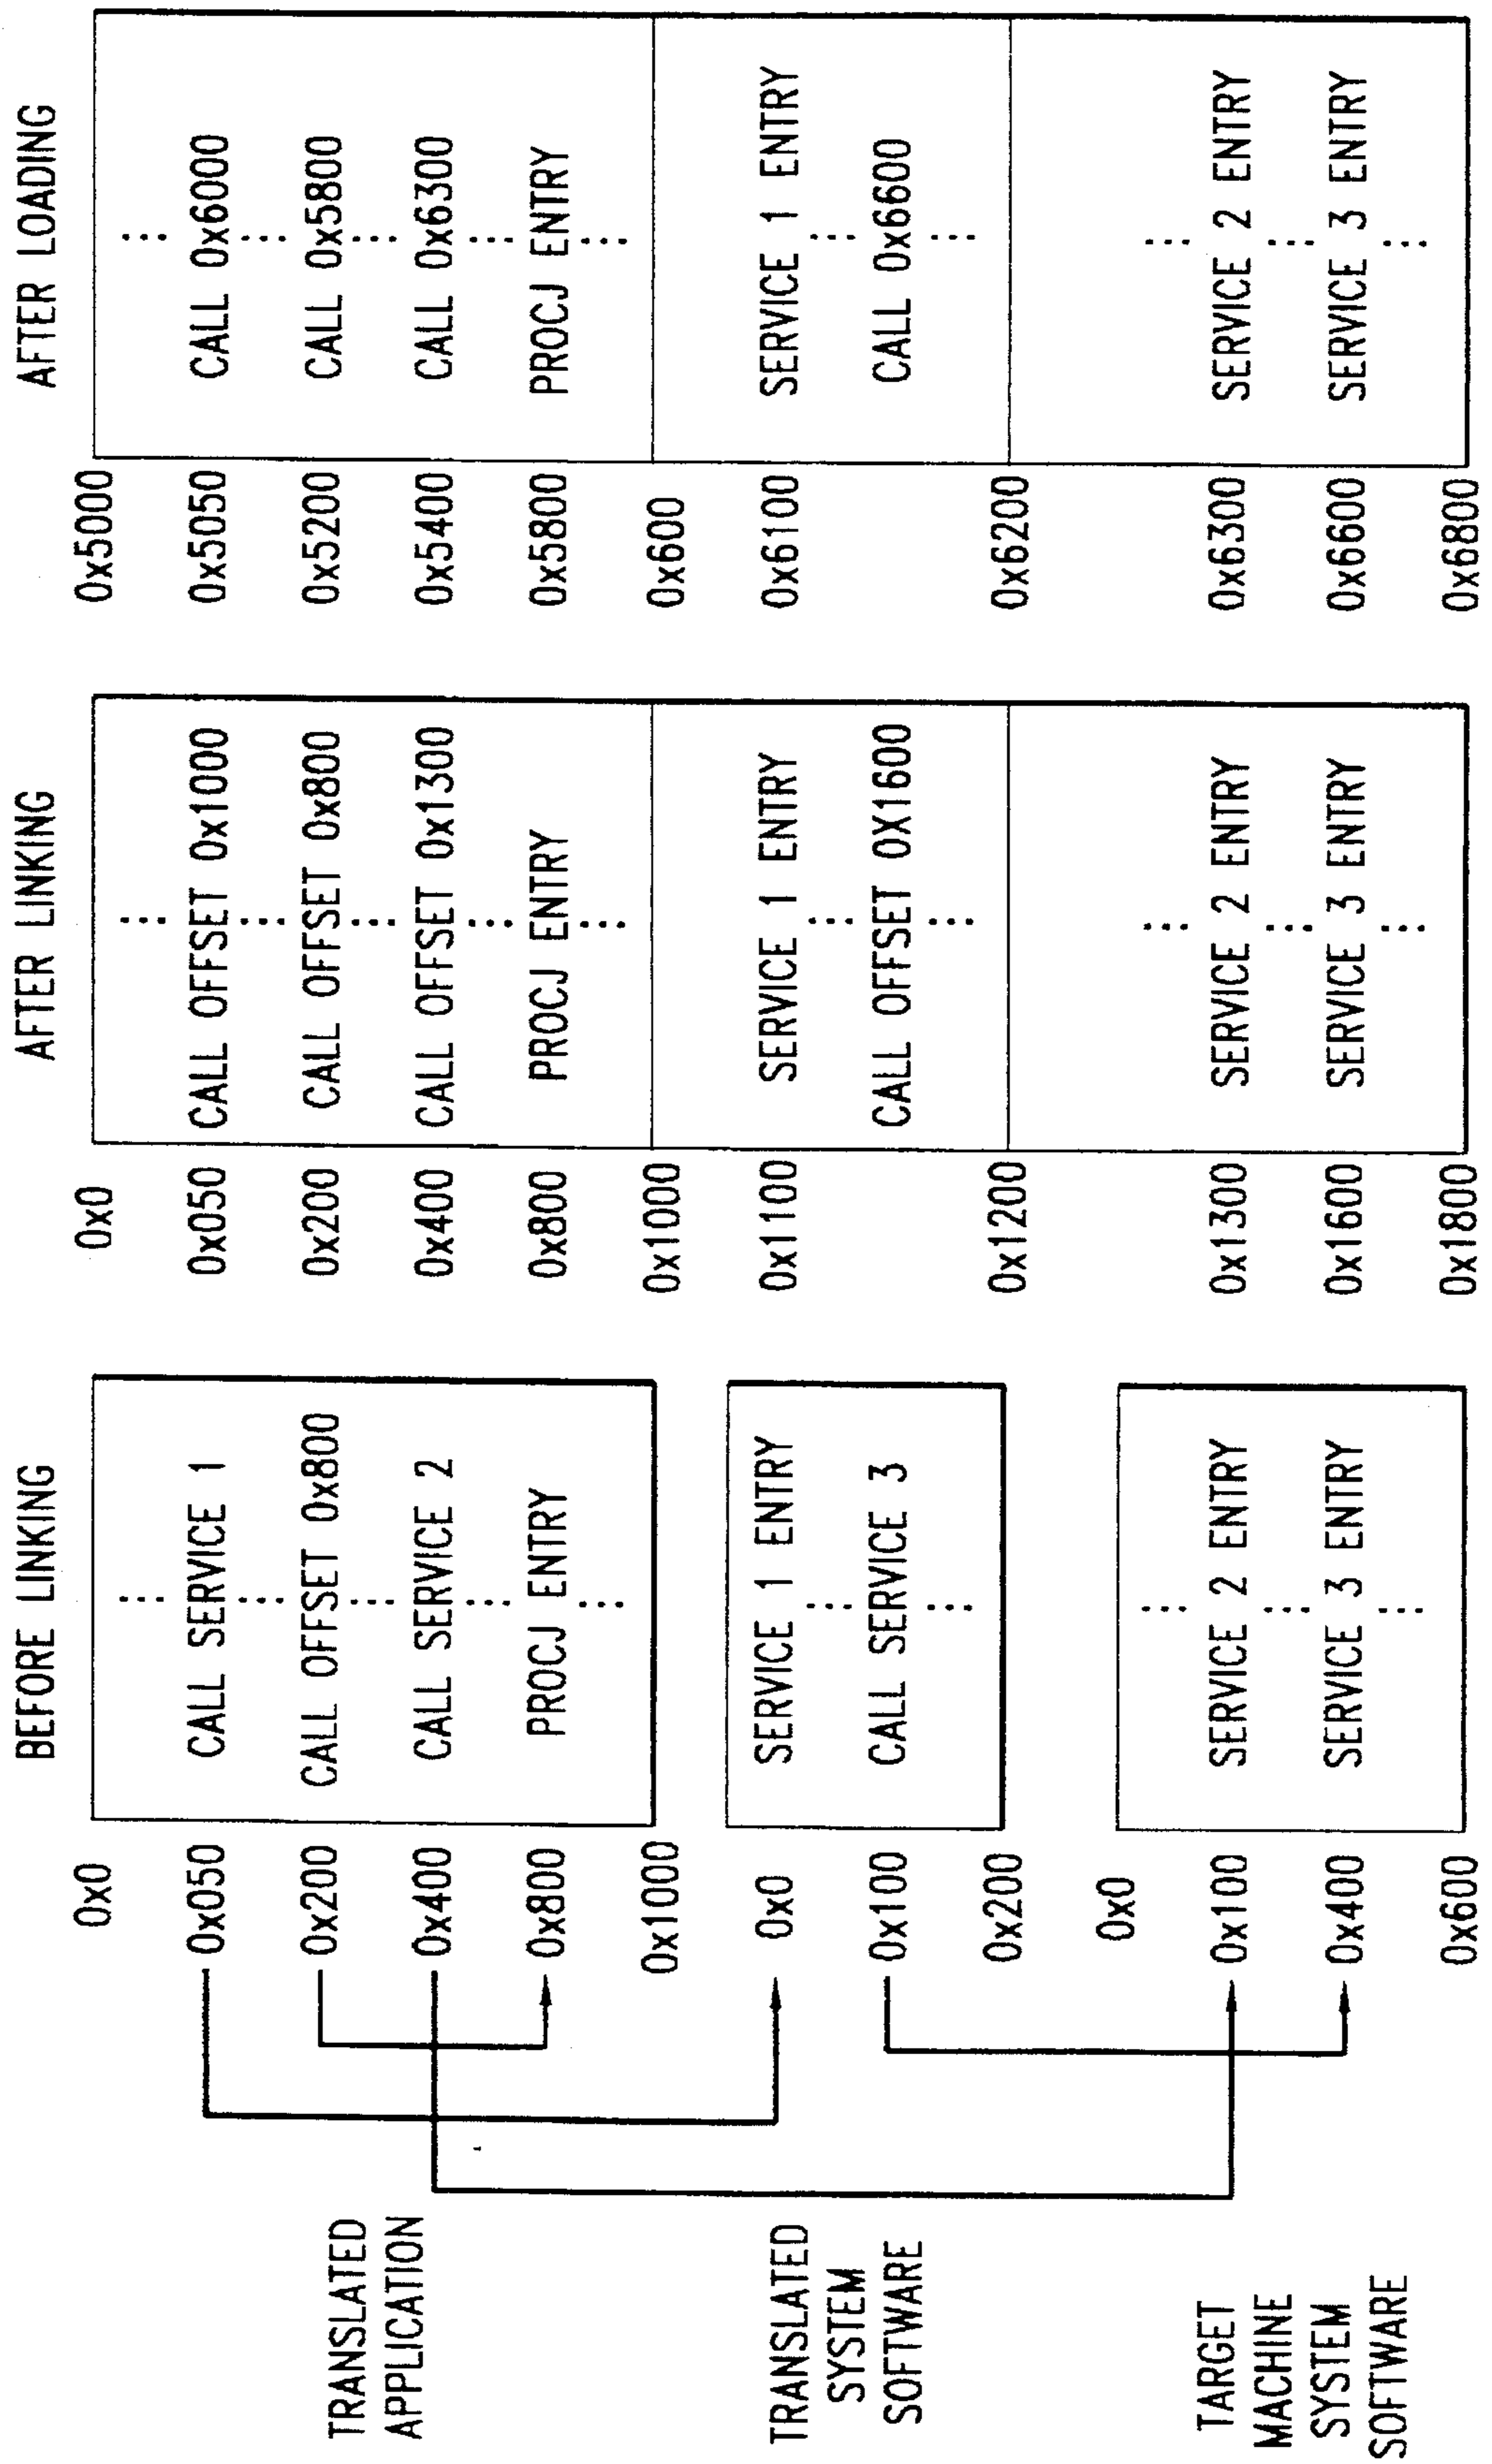 BEFORE LINKING
AFTER LINKING
AFTER LOADING
TRANSLATED
APPLICATION
0x0
0x050 CALL SERVICE 1
0x200 CALL OFFSET 0x800
0x400 CALL SERVICE 2
0x800 PROCJ ENTRY
0x1000
TRANSLATED
SYSTEM
SOFTWARE
0x0 SERVICE 1 ENTRY
0x100 CALL SERVICE 3
0x200
TARGET
MACHINE
SYSTEM
SOFTWARE
0x0
0x100 SERVICE 2 ENTRY
0x400 SERVICE 3 ENTRY
0x600
0x0
0x050 CALL OFFSET 0x1000
0x200 CALL OFFSET 0x800
0x400 CALL OFFSET 0x1300
0x800 PROCJ ENTRY
0x1000
0x1100 SERVICE 1 ENTRY
CALL OFFSET 0X1600
0x1200
0x1300 SERVICE 2 ENTRY
0x1600 SERVICE 3 ENTRY
0x1800
0x5000
0x5050 CALL 0x6000
0x5200 CALL 0x5800
0x5400 CALL 0x6300
0x5800 PROCJ ENTRY
0x600
0x6100 SERVICE 1 ENTRY
CALL 0x6600
0x6200
0x6300 SERVICE 2 ENTRY
0x6600 SERVICE 3 ENTRY
0x6800